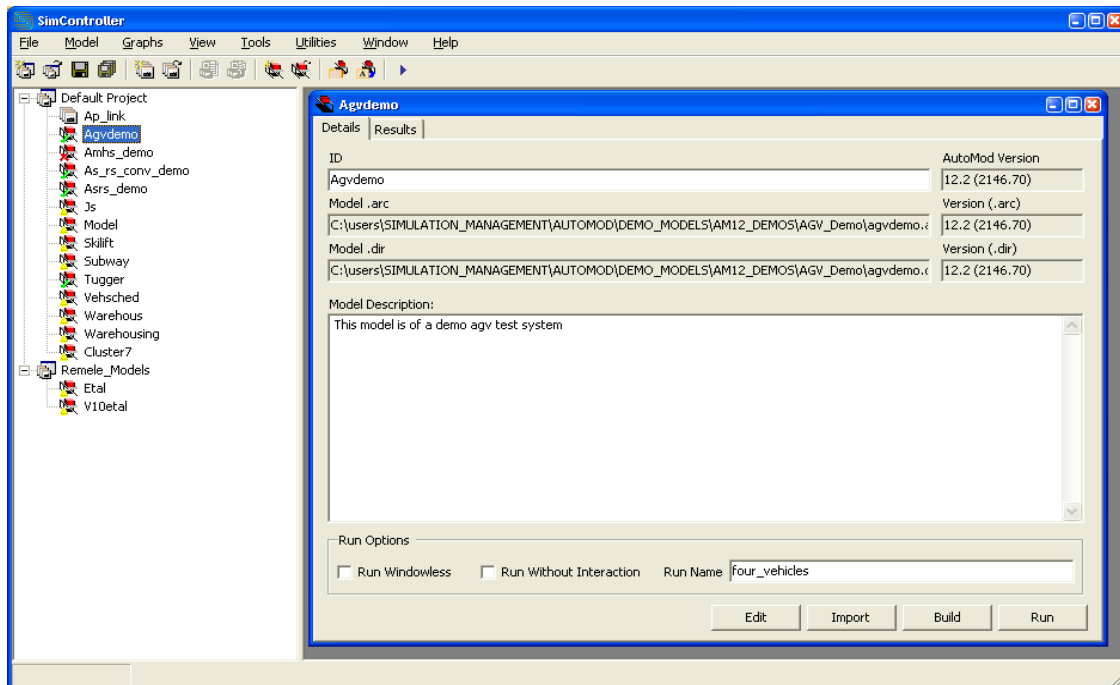 SimController
File Model Graphs View Tools Utilities Window Help
Default Project
Ap_link
Agvdemo
Amhs_demo
As_rs_conv_demo
Asrs_demo
Js
Model
Skilift
Subway
Tugger
Vehsched
Warehous
Warehousing
Cluster7
Remele_Models
Etal
V10etal
Agvdemo
Details Results
ID AutoMod Version
Agvdemo 12.2 (2146.70)
Model .arc Version (.arc)
C:\users\SIMULATION_MANAGEMENT\AUTOMOD\DEMO_MODELS\AM12_DEMOS\AGV_Demo\agvdemo. 12.2 (2146.70)
Model .dir Version (.dir)
C:\users\SIMULATION_MANAGEMENT\AUTOMOD\DEMO_MODELS\AM12_DEMOS\AGV_Demo\agvdemo. 12.2 (2146.70)
Model Description:
This model is of a demo agv test system
Run Options
Run Windowless Run Without Interaction Run Name four_vehicles
Edit Import Build Run